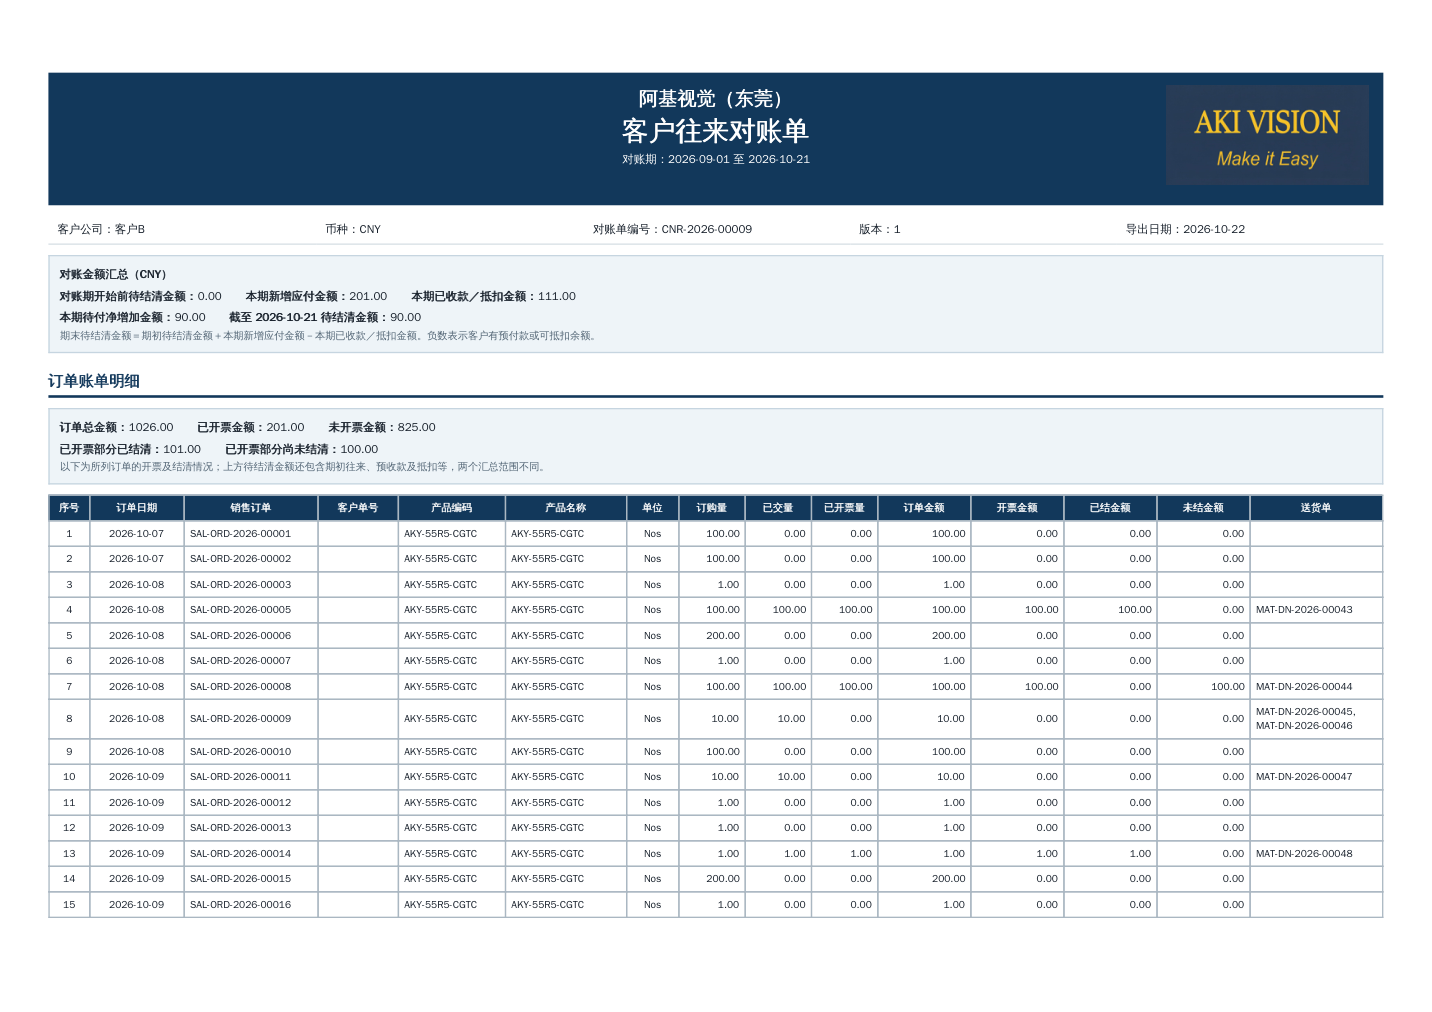 阿基视觉（东莞）
客户往来对账单
对账期：2026-09-01 至 2026-10-21
AKI VISION
Make it Easy
客户公司：客户B 币种：CNY 对账单编号：CNR-2026-00009 版本：1 导出日期：2026-10-22
对账金额汇总（CNY）
对账期开始前待结清金额：0.00 本期新增应付金额：201.00 本期已收款／抵扣金额：111.00
本期待付净增加金额：90.00 截至 2026-10-21 待结清金额：90.00
期末待结清金额＝期初待结清金额＋本期新增应付金额－本期已收款／抵扣金额。负数表示客户有预付款或可抵扣余额。
订单账单明细
订单总金额：1026.00 已开票金额：201.00 未开票金额：825.00
已开票部分已结清：101.00 已开票部分尚未结清：100.00
以下为所列订单的开票及结清情况；上方待结清金额还包含期初往来、预收款及抵扣等，两个汇总范围不同。
序号 订单日期 销售订单 客户单号 产品编码 产品名称 单位 订购量 已交量 已开票量 订单金额 开票金额 已结金额 未结金额 送货单
1 2026-10-07 SAL-ORD-2026-00001 AKY-55R5-CGTC AKY-55R5-CGTC Nos 100.00 0.00 0.00 100.00 0.00 0.00 0.00
2 2026-10-07 SAL-ORD-2026-00002 AKY-55R5-CGTC AKY-55R5-CGTC Nos 100.00 0.00 0.00 100.00 0.00 0.00 0.00
3 2026-10-08 SAL-ORD-2026-00003 AKY-55R5-CGTC AKY-55R5-CGTC Nos 1.00 0.00 0.00 1.00 0.00 0.00 0.00
4 2026-10-08 SAL-ORD-2026-00005 AKY-55R5-CGTC AKY-55R5-CGTC Nos 100.00 100.00 100.00 100.00 100.00 100.00 0.00 MAT-DN-2026-00043
5 2026-10-08 SAL-ORD-2026-00006 AKY-55R5-CGTC AKY-55R5-CGTC Nos 200.00 0.00 0.00 200.00 0.00 0.00 0.00
6 2026-10-08 SAL-ORD-2026-00007 AKY-55R5-CGTC AKY-55R5-CGTC Nos 1.00 0.00 0.00 1.00 0.00 0.00 0.00
7 2026-10-08 SAL-ORD-2026-00008 AKY-55R5-CGTC AKY-55R5-CGTC Nos 100.00 100.00 100.00 100.00 100.00 0.00 100.00 MAT-DN-2026-00044
8 2026-10-08 SAL-ORD-2026-00009 AKY-55R5-CGTC AKY-55R5-CGTC Nos 10.00 10.00 0.00 10.00 0.00 0.00 0.00 MAT-DN-2026-00045,
MAT-DN-2026-00046
9 2026-10-08 SAL-ORD-2026-00010 AKY-55R5-CGTC AKY-55R5-CGTC Nos 100.00 0.00 0.00 100.00 0.00 0.00 0.00
10 2026-10-09 SAL-ORD-2026-00011 AKY-55R5-CGTC AKY-55R5-CGTC Nos 10.00 10.00 0.00 10.00 0.00 0.00 0.00 MAT-DN-2026-00047
11 2026-10-09 SAL-ORD-2026-00012 AKY-55R5-CGTC AKY-55R5-CGTC Nos 1.00 0.00 0.00 1.00 0.00 0.00 0.00
12 2026-10-09 SAL-ORD-2026-00013 AKY-55R5-CGTC AKY-55R5-CGTC Nos 1.00 0.00 0.00 1.00 0.00 0.00 0.00
13 2026-10-09 SAL-ORD-2026-00014 AKY-55R5-CGTC AKY-55R5-CGTC Nos 1.00 1.00 1.00 1.00 1.00 1.00 0.00 MAT-DN-2026-00048
14 2026-10-09 SAL-ORD-2026-00015 AKY-55R5-CGTC AKY-55R5-CGTC Nos 200.00 0.00 0.00 200.00 0.00 0.00 0.00
15 2026-10-09 SAL-ORD-2026-00016 AKY-55R5-CGTC AKY-55R5-CGTC Nos 1.00 0.00 0.00 1.00 0.00 0.00 0.00